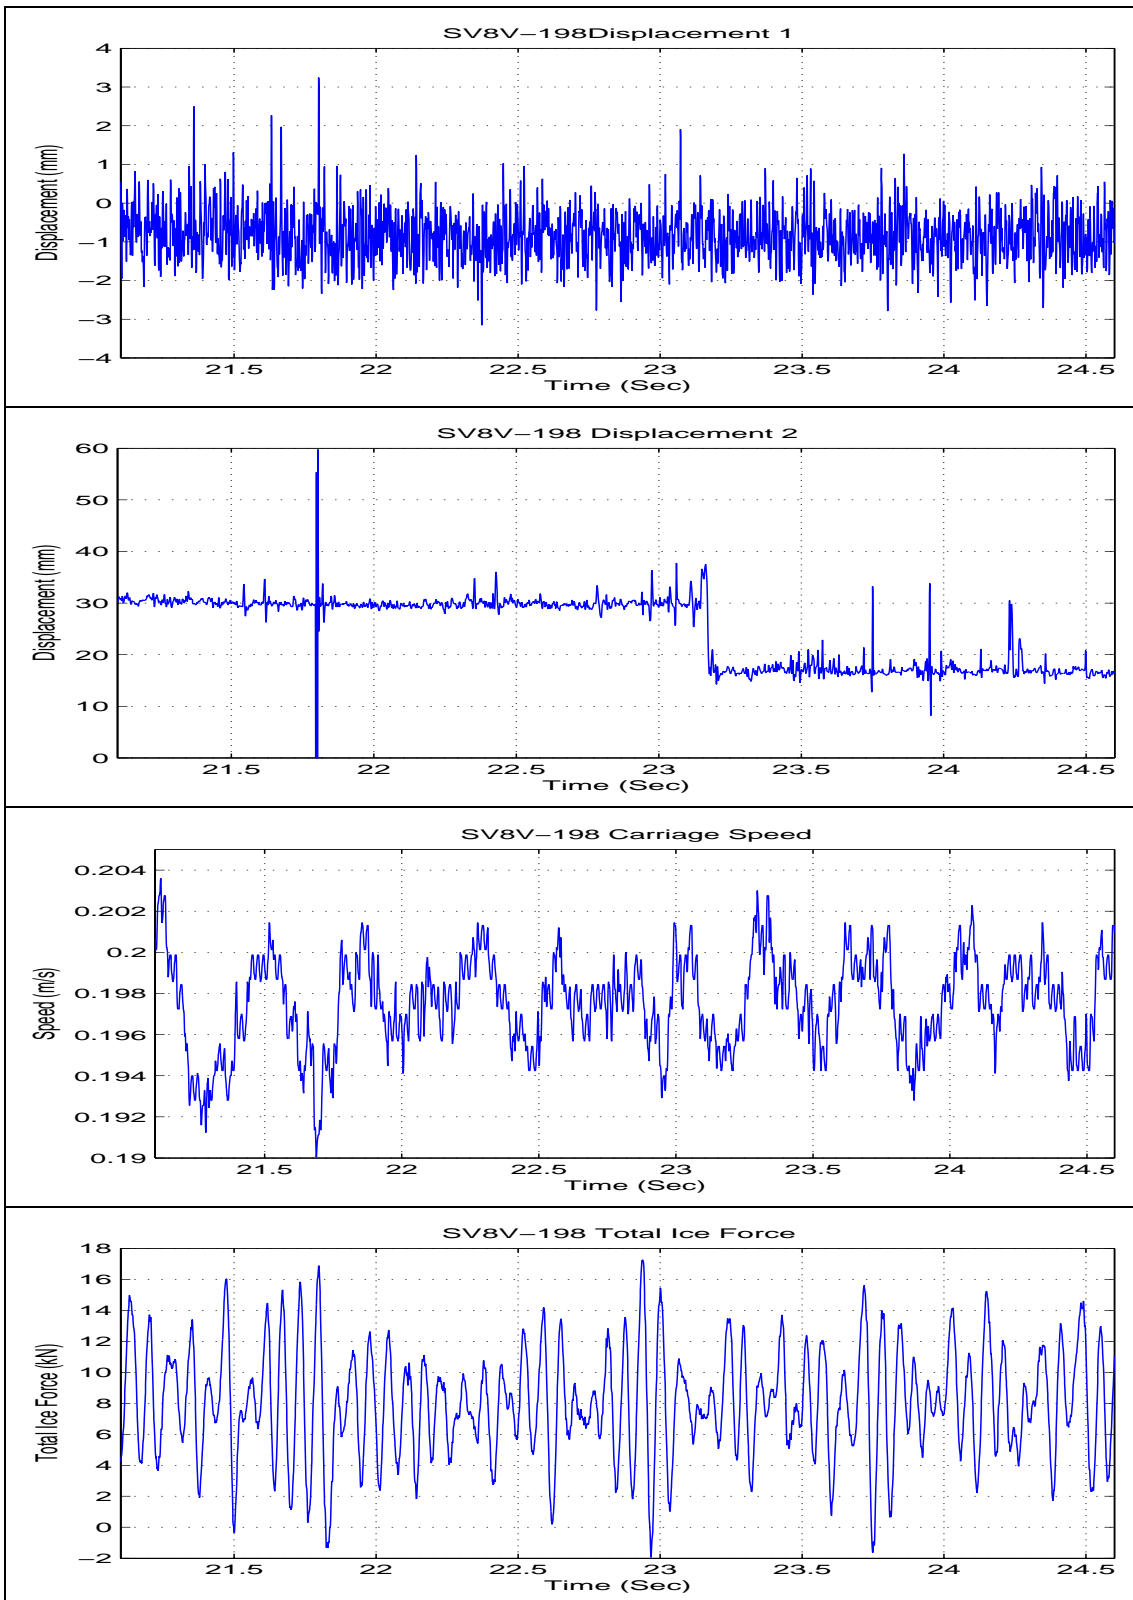 SV8V−198Displacement 1
Displacement (mm)
4
3
2
1
0
−1
−2
−3
−4
21.5 22 22.5 23 23.5 24 24.5
Time (Sec)
SV8V−198 Displacement 2
Displacement (mm)
60
50
40
30
20
10
0
21.5 22 22.5 23 23.5 24 24.5
Time (Sec)
SV8V−198 Carriage Speed
Speed (m/s)
0.204
0.202
0.2
0.198
0.196
0.194
0.192
0.19
21.5 22 22.5 23 23.5 24 24.5
Time (Sec)
SV8V−198 Total Ice Force
Total Ice Force (kN)
18
16
14
12
10
8
6
4
2
0
−2
21.5 22 22.5 23 23.5 24 24.5
Time (Sec)